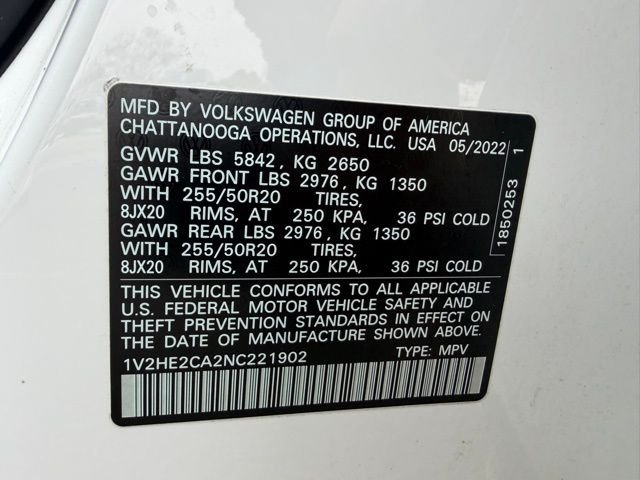 MFD BY VOLKSWAGEN GROUP OF AMERICA
CHATTANOOGA OPERATIONS, LLC. USA 05/2022
GVWR LBS 5842, KG 2650
GAWR FRONT LBS 2976, KG 1350
WITH 255/50R20 TIRES,
8JX20 RIMS, AT 250 KPA, 36 PSI COLD
GAWR REAR LBS 2976, KG 1350
WITH 255/50R20 TIRES,
8JX20 RIMS, AT 250 KPA, 36 PSI COLD
THIS VEHICLE CONFORMS TO ALL APPLICABLE
U.S. FEDERAL MOTOR VEHICLE SAFETY AND
THEFT PREVENTION STANDARDS IN EFFECT ON
THE DATE OF MANUFACTURE SHOWN ABOVE.
1V2HE2CA2NC221902 TYPE: MPV
1850253 1